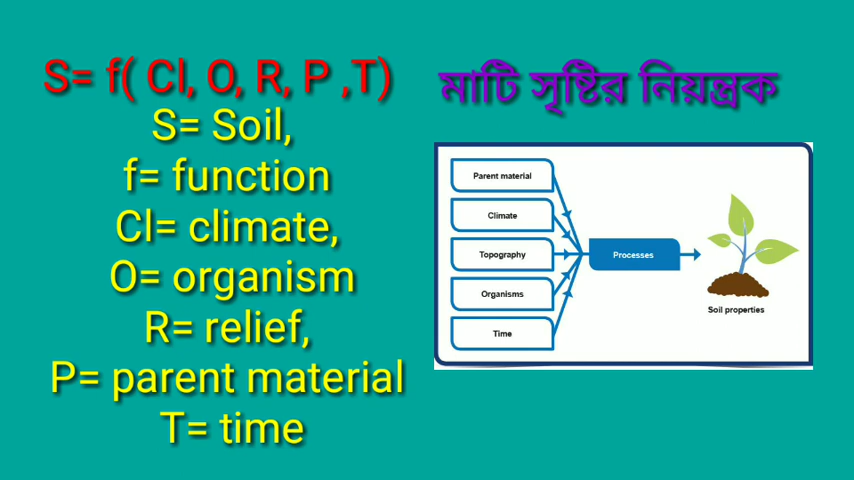 S= f( Cl, O, R, P ,T)
S= Soil,
f= function
Cl= climate,
O= organism
R= relief,
P= parent material
T= time
মাটি সৃষ্টির নিয়ন্ত্রক
Parent material
Climate
Topography
Organisms
Time
Processes
Soil properties